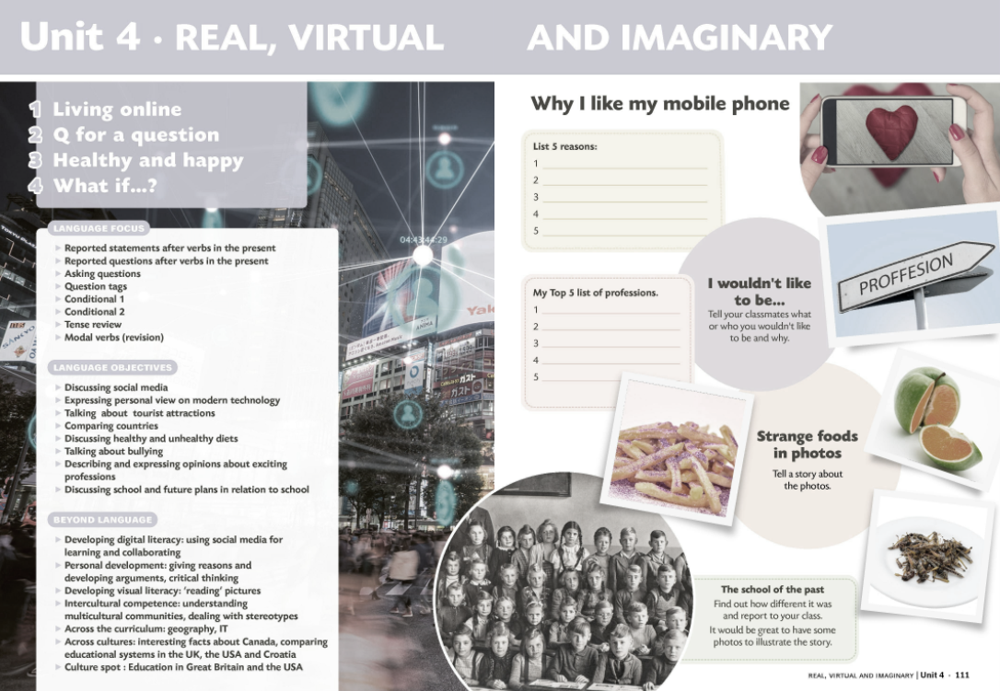 Unit 4 · REAL, VIRTUAL AND IMAGINARY
1 Living online
2 Q for a question
3 Healthy and happy
4 What if...?
LANGUAGE FOCUS
Reported statements after verbs in the present
Reported questions after verbs in the present
Asking questions
Question tags
Conditional 1
Conditional 2
Tense review
Modal verbs (revision)
LANGUAGE OBJECTIVES
Discussing social media
Expressing personal view on modern technology
Talking about tourist attractions
Comparing countries
Discussing healthy and unhealthy diets
Talking about bullying
Describing and expressing opinions about exciting
professions
Discussing school and future plans in relation to school
BEYOND LANGUAGE
Developing digital literacy: using social media for
learning and collaborating
Personal development: giving reasons and
developing arguments, critical thinking
Developing visual literacy: ‘reading’ pictures
Intercultural competence: understanding
multicultural communities, dealing with stereotypes
Across the curriculum: geography, IT
Across cultures: interesting facts about Canada, comparing
educational systems in the UK, the USA and Croatia
Culture spot : Education in Great Britain and the USA
04:43:44:29
SANKYO
Why I like my mobile phone
List 5 reasons:
1
2
3
4
5
PROFFESION
I wouldn't like
to be...
Tell your classmates what
or who you wouldn't like
to be and why.
My Top 5 list of professions.
1
2
3
4
5
Strange foods
in photos
Tell a story about
the photos.
The school of the past
Find out how different it was
and report to your class.
It would be great to have some
photos to illustrate the story.
REAL, VIRTUAL AND IMAGINARY | Unit 4 · 111